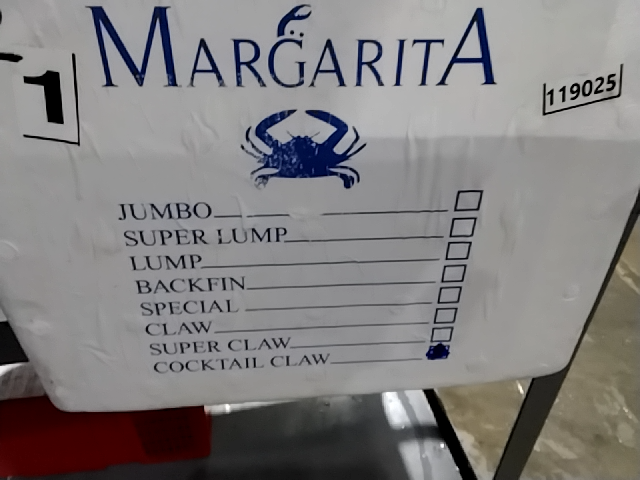 MARGARITA
1
119025
JUMBO
SUPER LUMP
LUMP
BACKFIN
SPECIAL
CLAW
SUPER CLAW
COCKTAIL CLAW